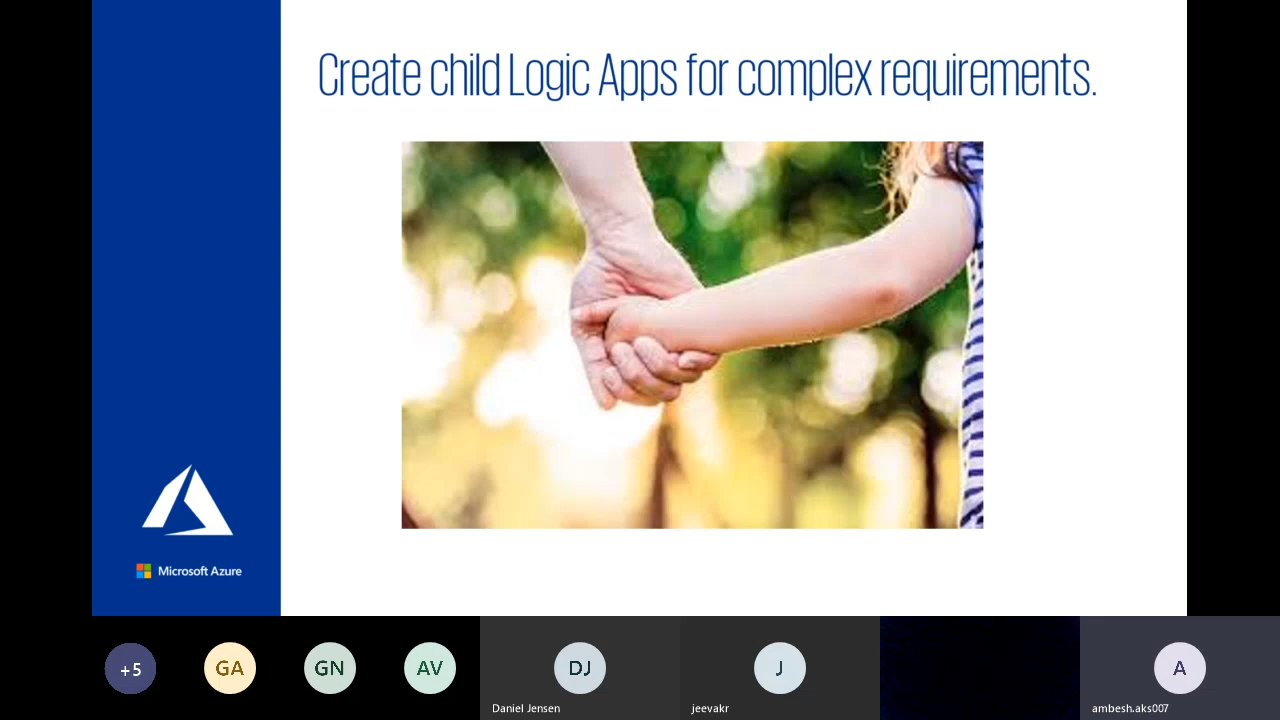 Create child Logic Apps for complex requirements.
Microsoft Azure
+5
GA
GN
AV
DJ
J
A
Daniel Jensen
jeevakr
ambesh.aks007